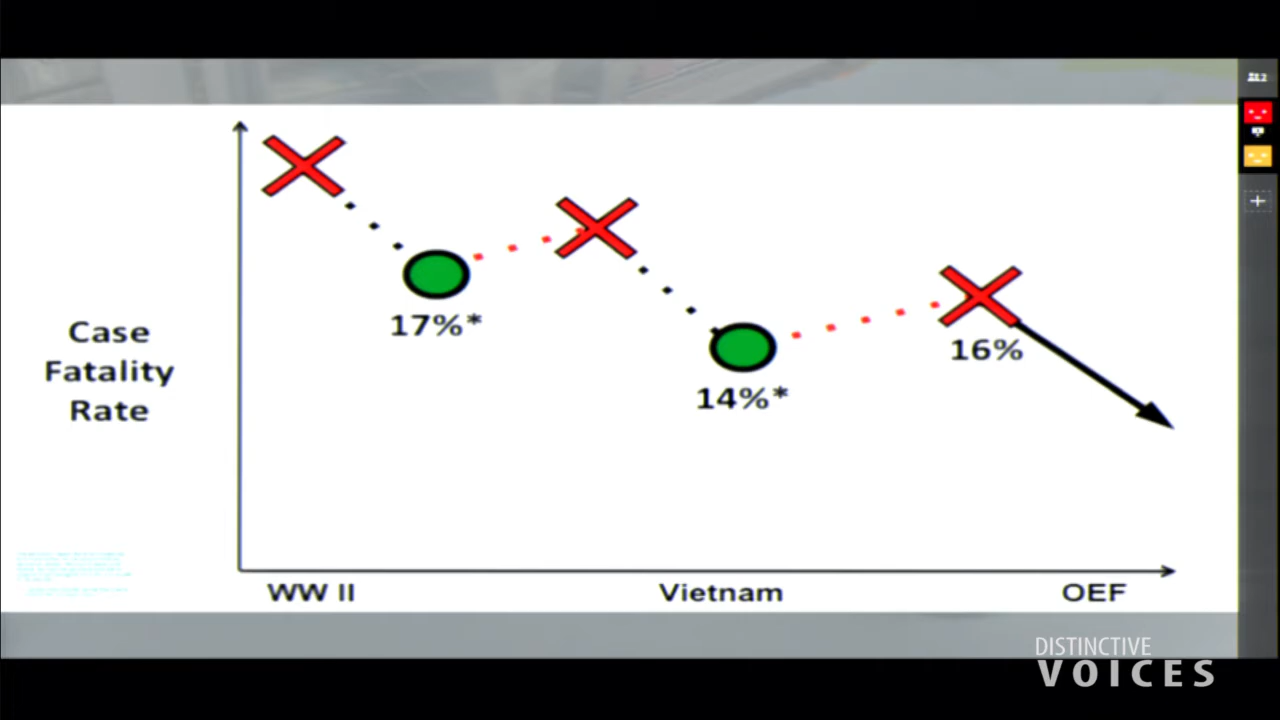 Case
Fatality
Rate
17%*
14%*
16%
WW II
Vietnam
OEF
DISTINCTIVE
VOICES